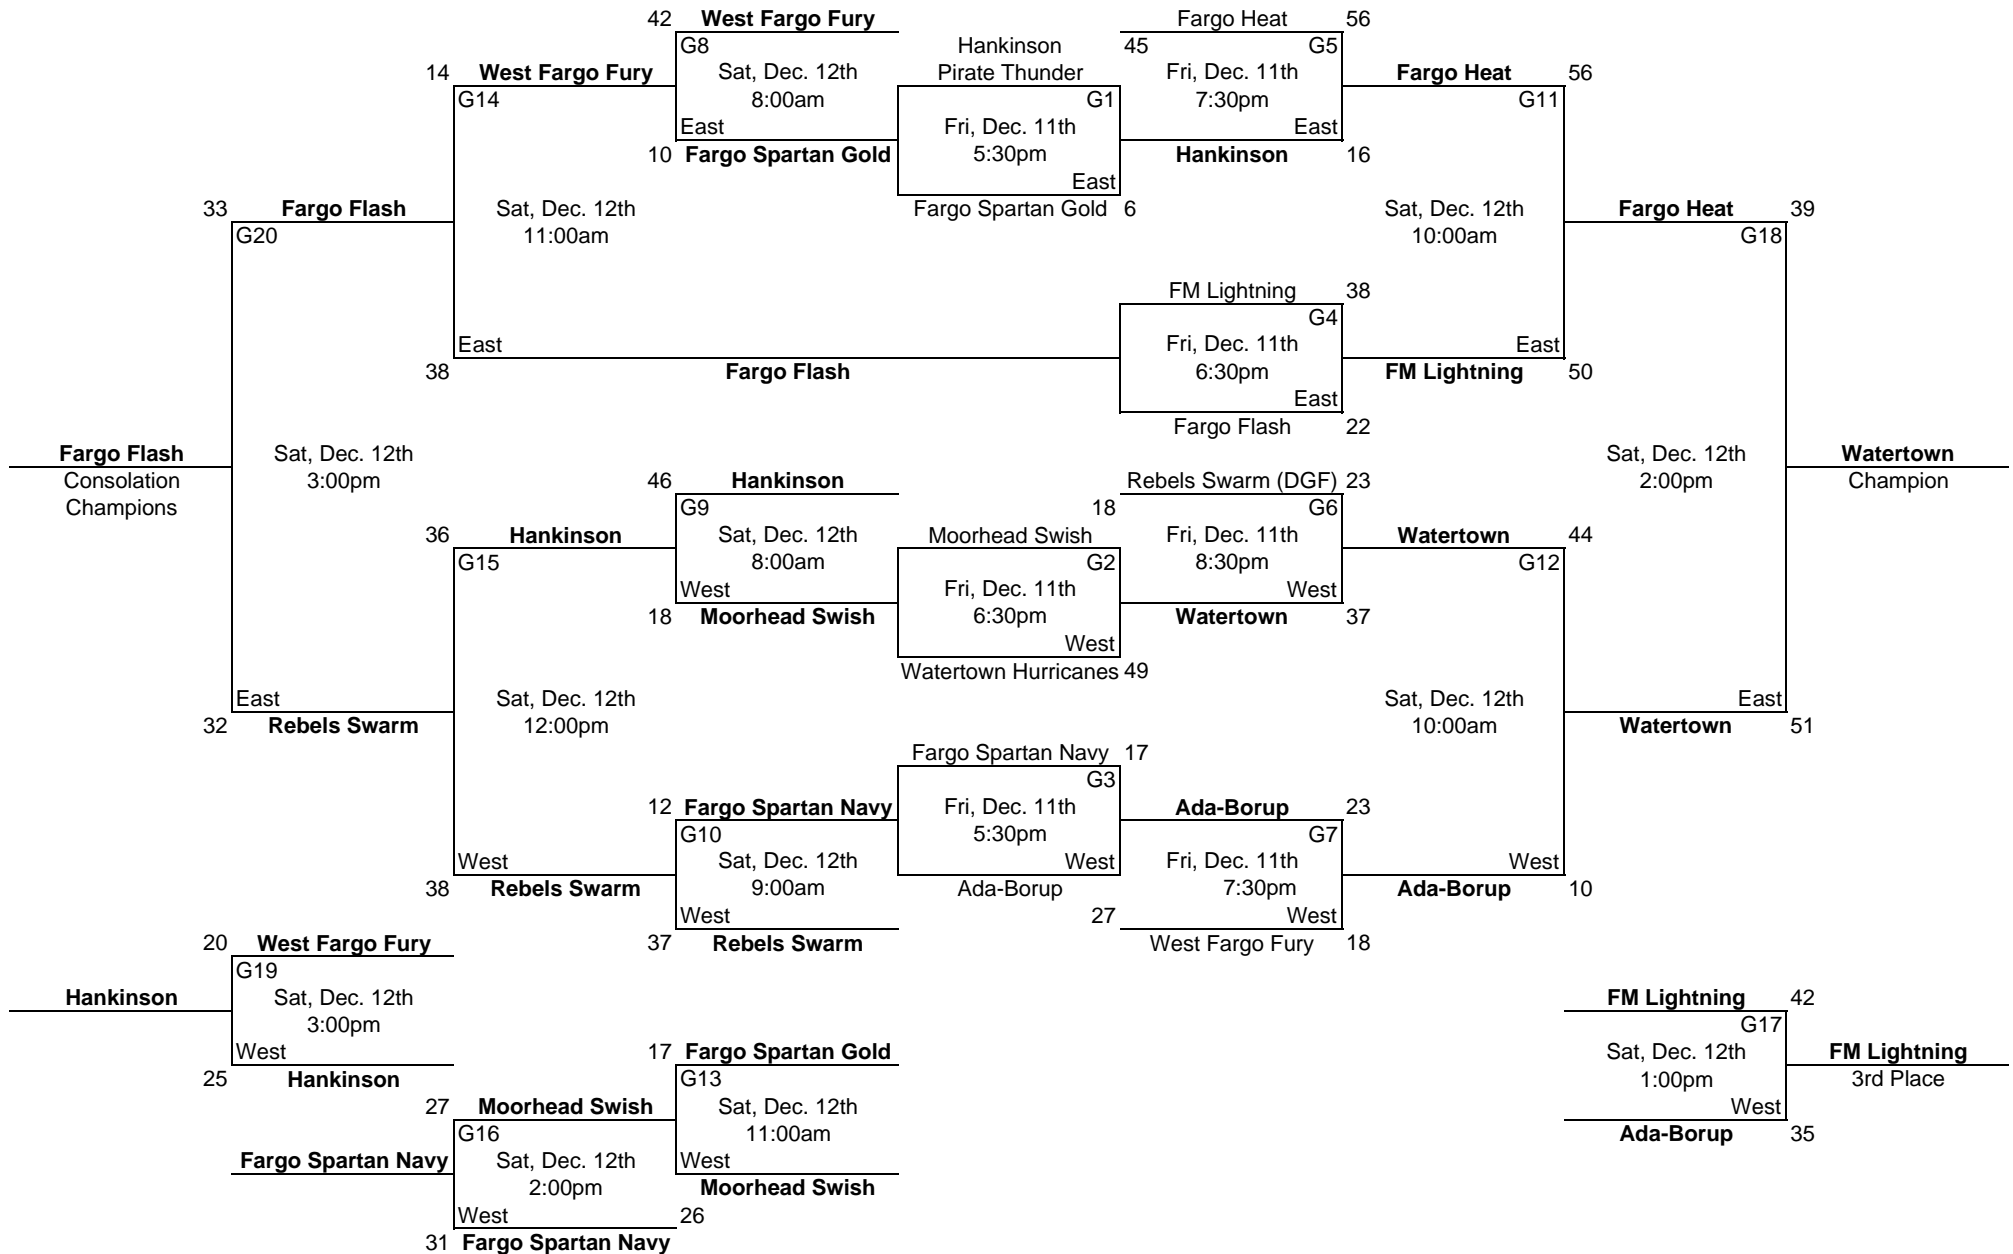 42 West Fargo Fury Fargo Heat 56
G8 Hankinson 45 G5
14 West Fargo Fury Sat, Dec. 12th Pirate Thunder Fri, Dec. 11th Fargo Heat 56
G14 8:00am G1 7:30pm G11
East Fri, Dec. 11th East
10 Fargo Spartan Gold 5:30pm Hankinson 16
East
33 Fargo Flash Sat, Dec. 12th Fargo Spartan Gold 6 Sat, Dec. 12th Fargo Heat 39
G20 11:00am 10:00am G18
FM Lightning 38
G4
East Fri, Dec. 11th East
38 Fargo Flash 6:30pm FM Lightning 50
East
Fargo Flash 22
Fargo Flash Sat, Dec. 12th Sat, Dec. 12th Watertown
Consolation 3:00pm 46 Hankinson Rebels Swarm (DGF) 23 2:00pm Champion
Champions G9 18 G6
36 Hankinson Sat, Dec. 12th Moorhead Swish Fri, Dec. 11th Watertown 44
G15 8:00am G2 8:30pm G12
West Fri, Dec. 11th West
18 Moorhead Swish 6:30pm Watertown 37
West
Watertown Hurricanes 49
East Sat, Dec. 12th Sat, Dec. 12th East
32 Rebels Swarm 12:00pm 10:00am Watertown 51
Fargo Spartan Navy 17
G3
12 Fargo Spartan Navy Fri, Dec. 11th Ada-Borup 23
G10 5:30pm G7
West Sat, Dec. 12th West Fri, Dec. 11th West
38 Rebels Swarm 9:00am Ada-Borup 7:30pm Ada-Borup 10
West 27 West
20 West Fargo Fury 37 Rebels Swarm West Fargo Fury 18
G19
Hankinson Sat, Dec. 12th FM Lightning 42
3:00pm G17
West 17 Fargo Spartan Gold Sat, Dec. 12th FM Lightning
25 Hankinson G13 1:00pm 3rd Place
27 Moorhead Swish Sat, Dec. 12th West
G16 11:00am Ada-Borup 35
Fargo Spartan Navy Sat, Dec. 12th West
2:00pm Moorhead Swish
West 26
31 Fargo Spartan Navy